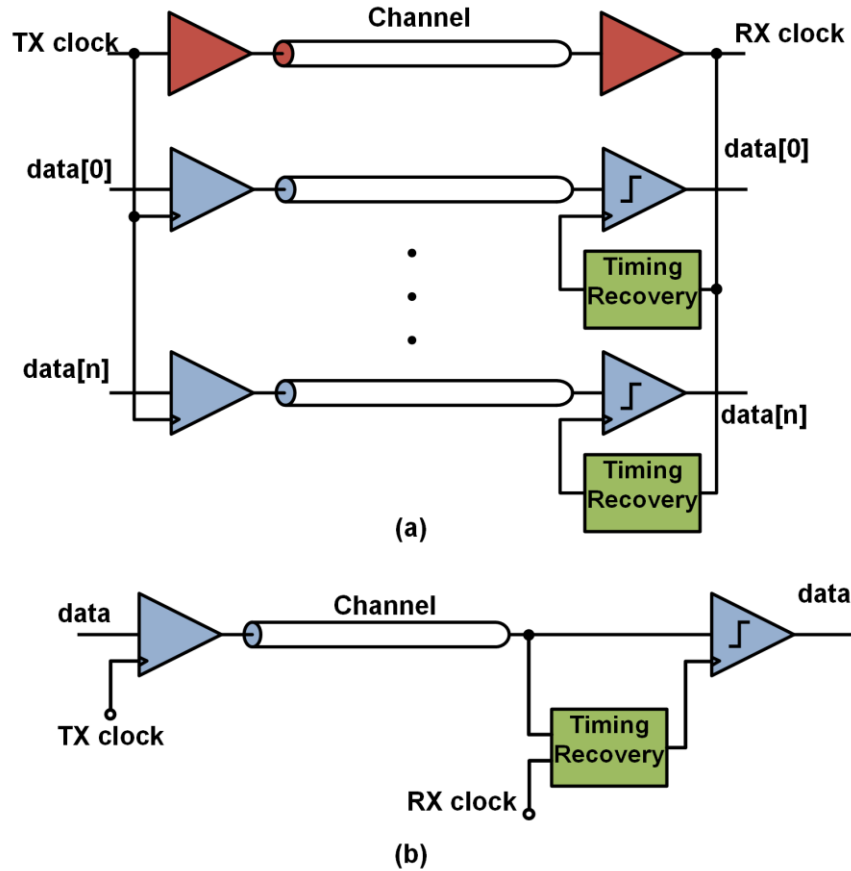 Channel
TX clock
RX clock
data[0]
data[0]
Timing
Recovery
data[n]
data[n]
Timing
Recovery
(a)
data
Channel
data
TX clock
Timing
Recovery
RX clock
(b)